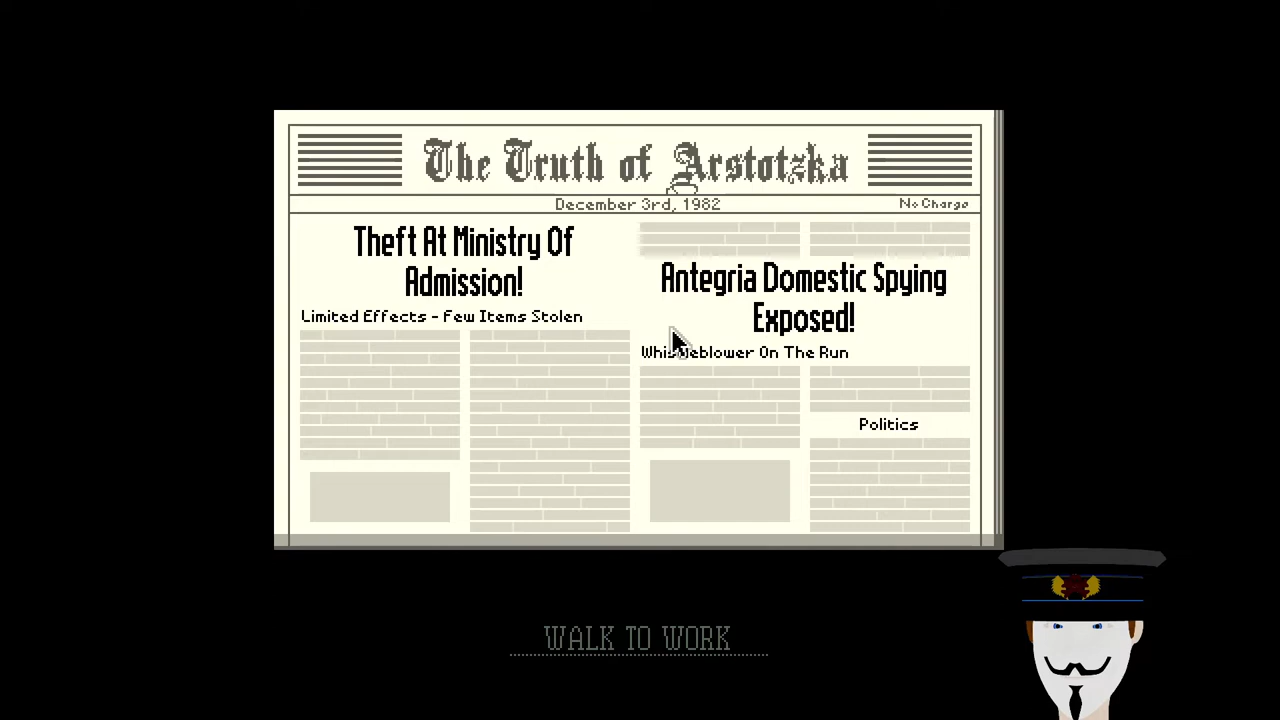 The Truth of Arstotzka
December 3rd, 1982
No Charge
Theft At Ministry Of
Admission!
Limited Effects - Few Items Stolen
Antegria Domestic Spying
Exposed!
Whistleblower On The Run
Politics
WALK TO WORK